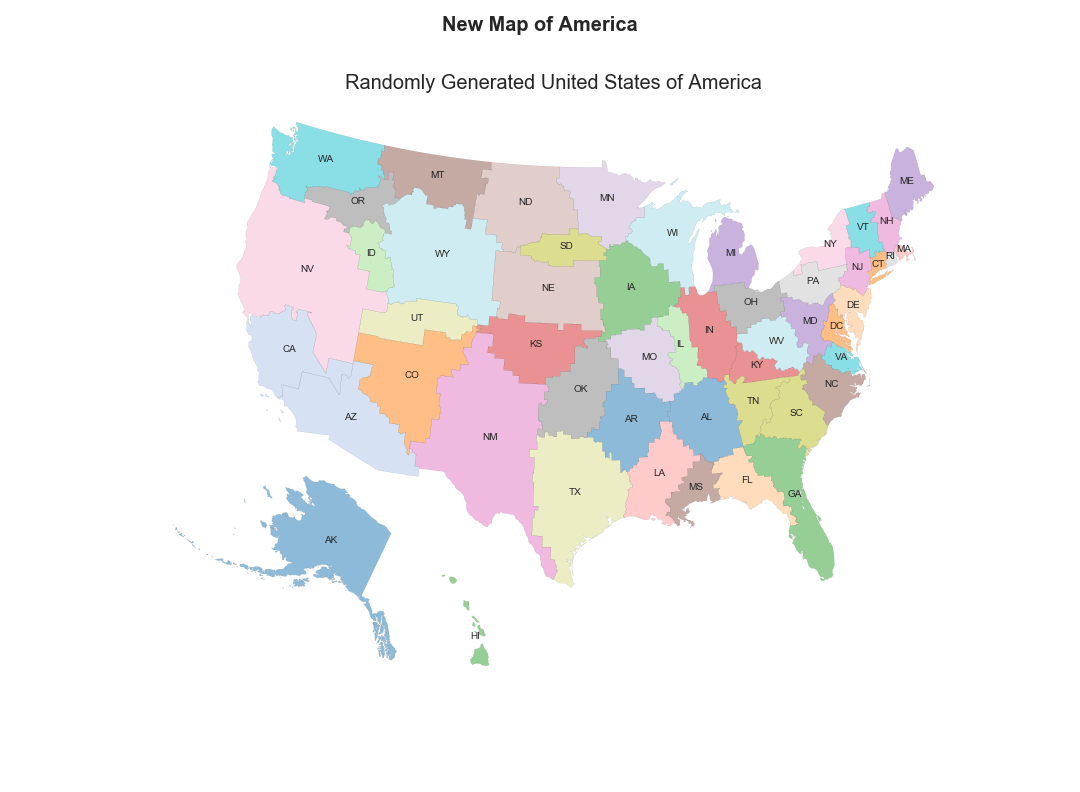 New Map of America
Randomly Generated United States of America
WA
MT
ME
OR
ND
MN
NH
VT
WI
NY
MA
ID
WY
SD
MI
RI
CT
NJ
NV
PA
NE
IA
OH
DE
UT
MD
DC
IN
CA
KS
IL
WV
VA
MO
KY
CO
NC
OK
TN
AZ
AR
AL
SC
NM
LA
FL
MS
TX
GA
AK
HI